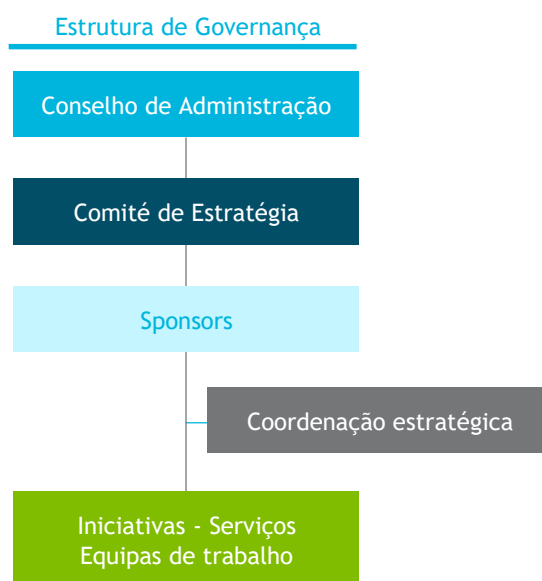 Estrutura de Governança
Conselho de Administração
Comité de Estratégia
Sponsors
Coordenação estratégica
Iniciativas - Serviços
Equipas de trabalho